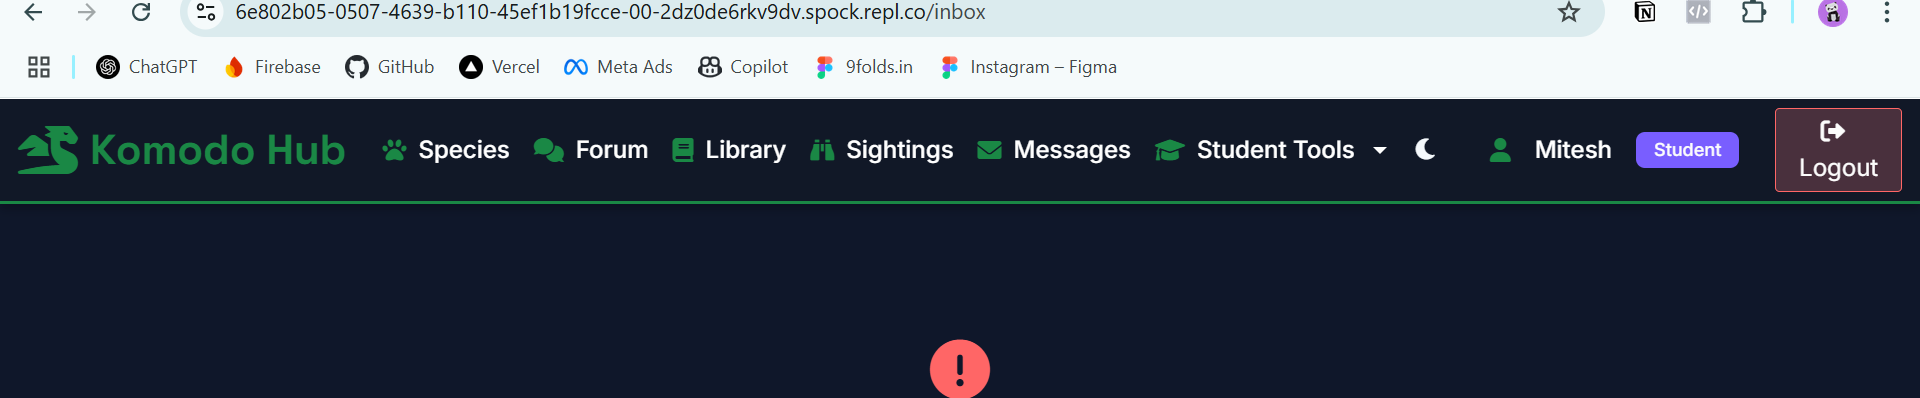 6e802b05-0507-4639-b110-45ef1b19fcce-00-2dz0de6rkv9dv.spock.repl.co/inbox
ChatGPT Firebase GitHub Vercel Meta Ads Copilot 9folds.in Instagram – Figma
Komodo Hub Species Forum Library Sightings Messages Student Tools Mitesh Student Logout